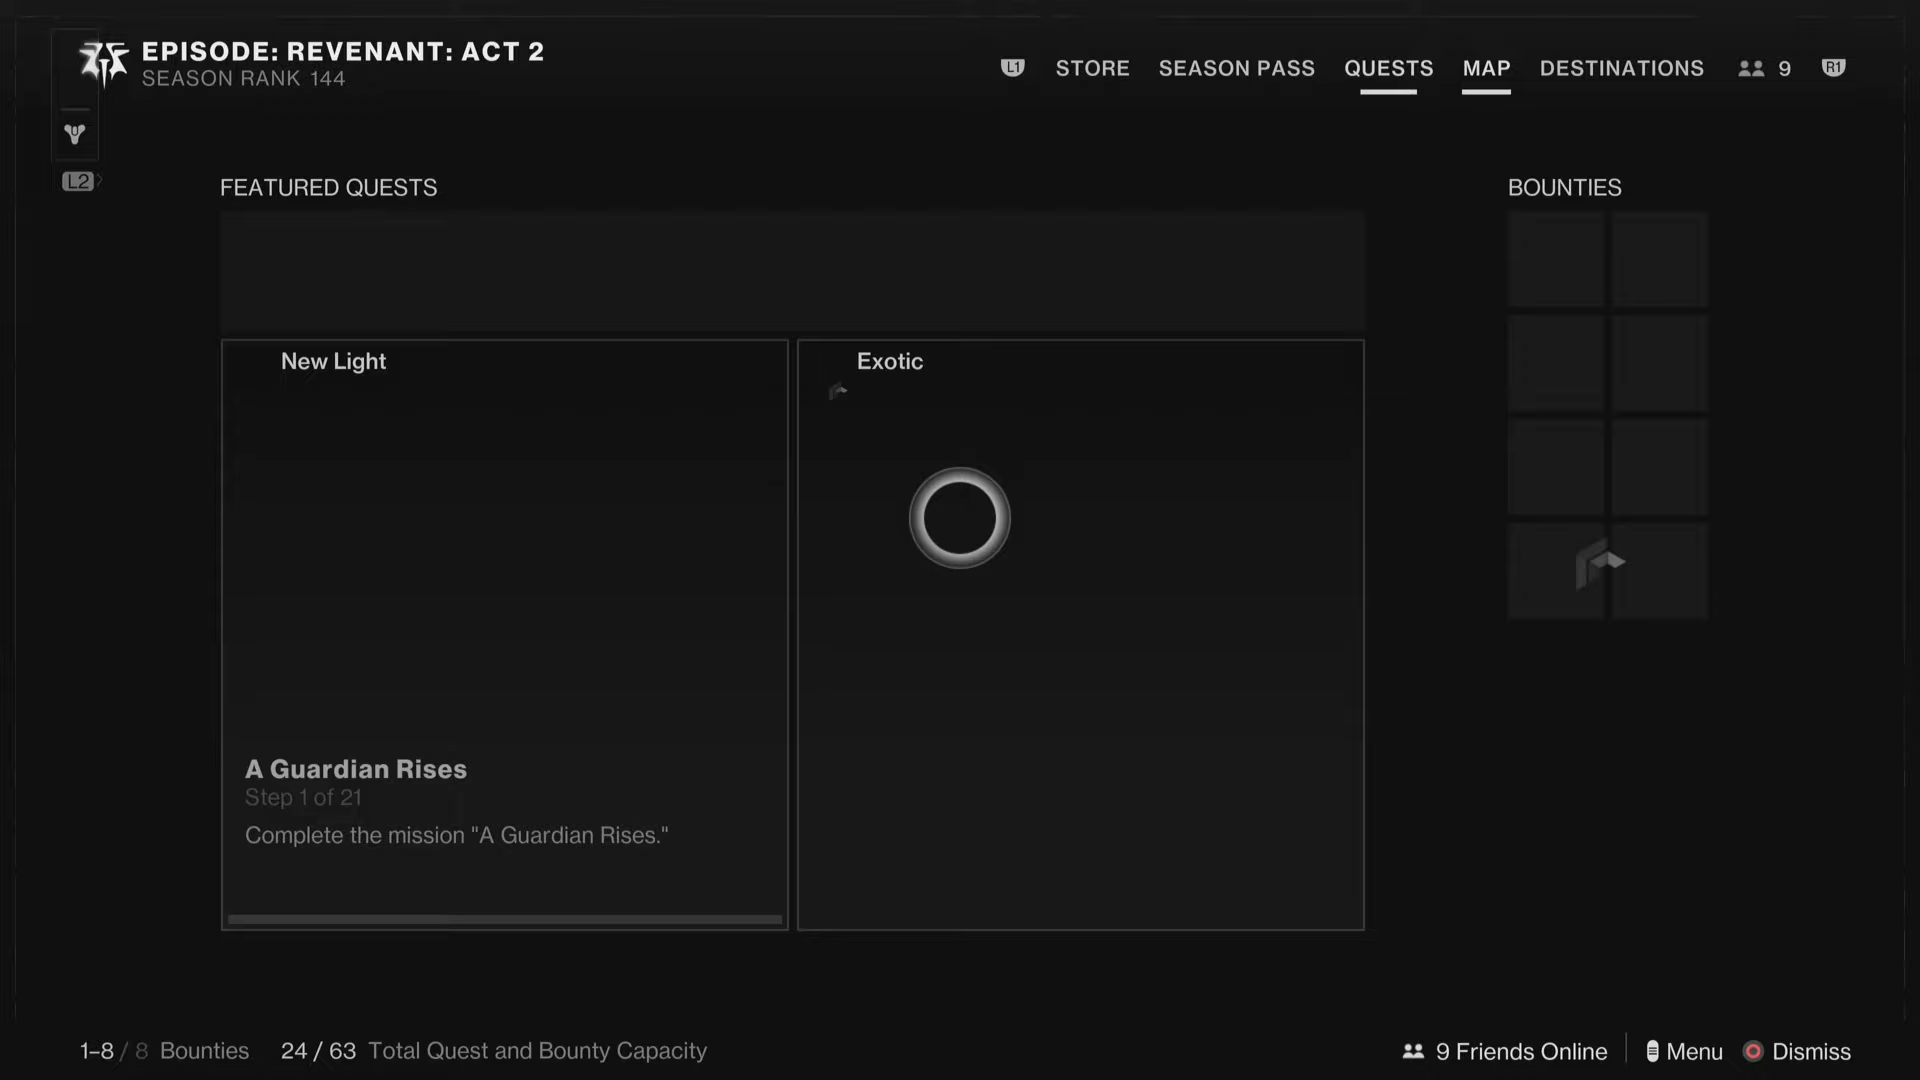 EPISODE: REVENANT: ACT 2
SEASON RANK 144
L1 STORE SEASON PASS QUESTS MAP DESTINATIONS 9 R1
L2
FEATURED QUESTS
BOUNTIES
New Light
Exotic
A Guardian Rises
Step 1 of 21
Complete the mission "A Guardian Rises."
1–8 / 8 Bounties 24 / 63 Total Quest and Bounty Capacity
9 Friends Online Menu Dismiss